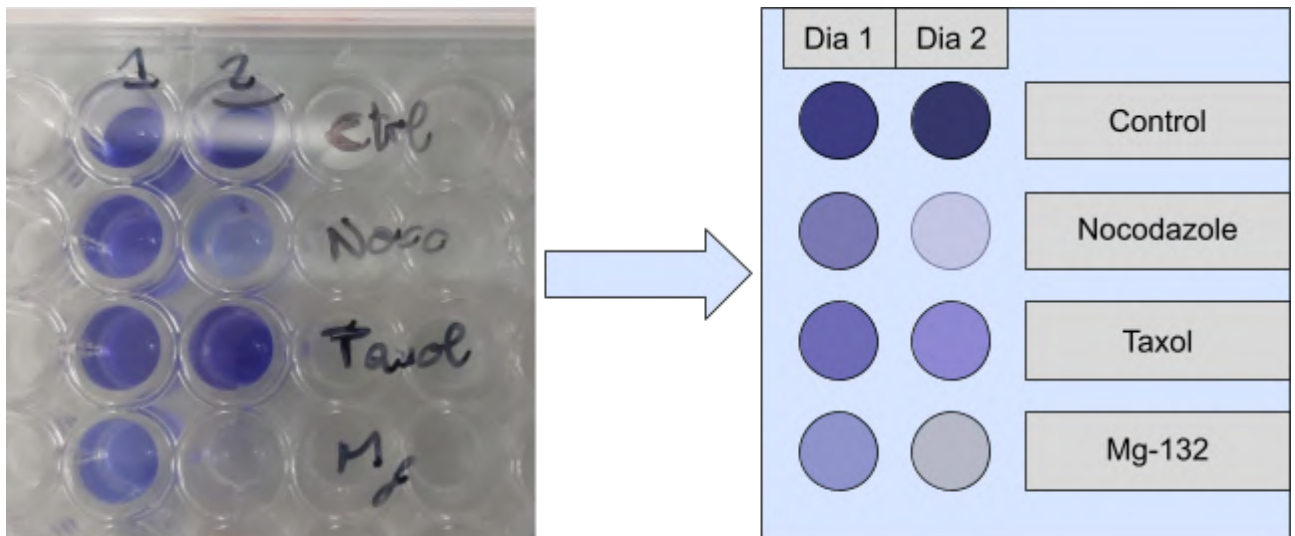 1 2
Ctrl
Noco
Taxol
Mg
Dia 1 Dia 2
Control
Nocodazole
Taxol
Mg-132